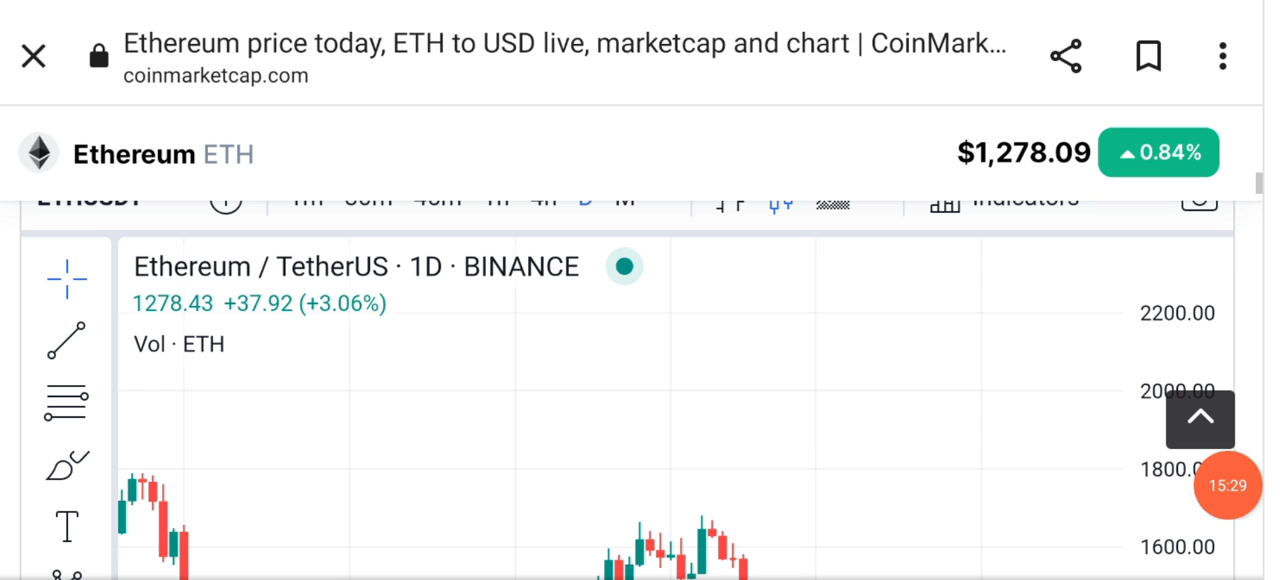 Ethereum price today, ETH to USD live, marketcap and chart | CoinMark...
coinmarketcap.com
Ethereum ETH
$1,278.09 ▲ 0.84%
Indicators
Ethereum / TetherUS · 1D · BINANCE
1278.43 +37.92 (+3.06%)
Vol · ETH
2200.00
2000.00
1800.0
15:29
1600.00